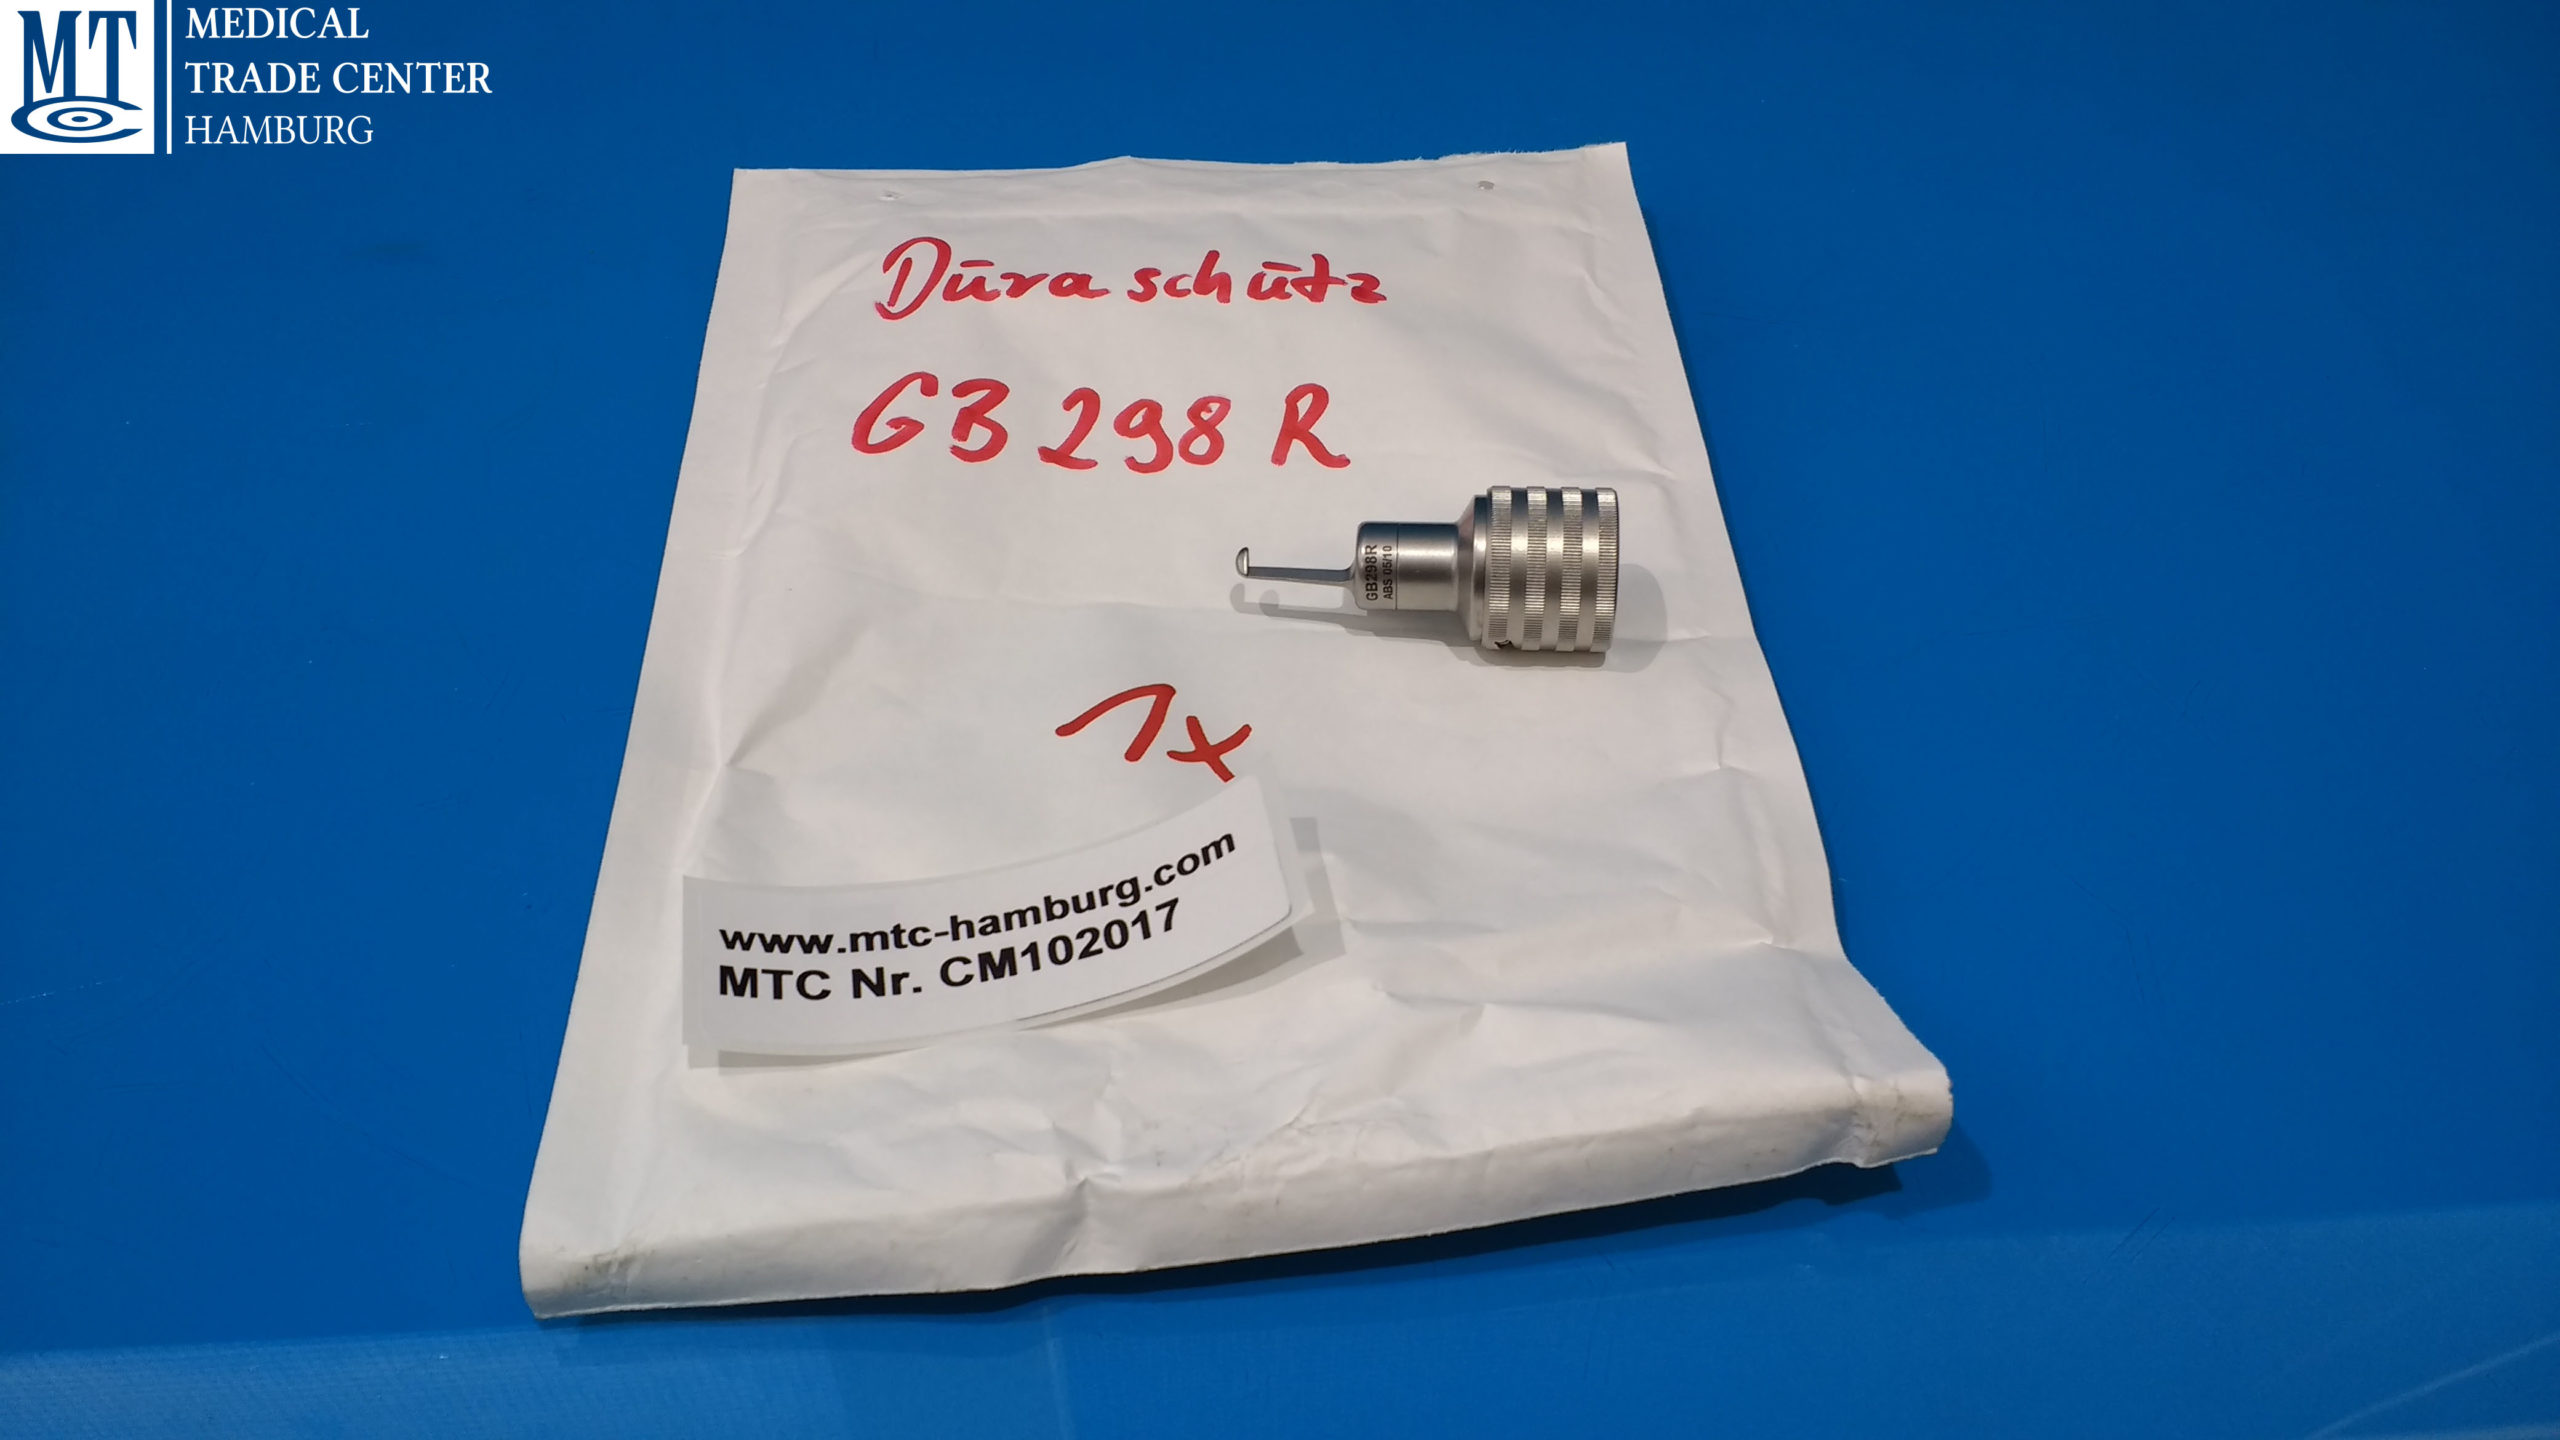 MTC
MEDICAL
TRADE CENTER
HAMBURG
Dūra schūtz
GB 298 R
GB298R
ABS 05/10
1x
www.mtc-hamburg.com
MTC Nr. CM102017